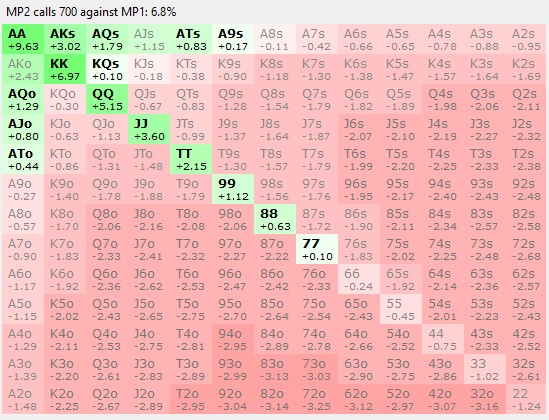 MP2 calls 700 against MP1: 6.8%
AA AKs AQs AJs ATs A9s A8s A7s A6s A5s A4s A3s A2s
+9.63 +3.02 +1.79 +1.15 +0.83 +0.17 -0.11 -0.42 -0.66 -0.65 -0.78 -0.88 -0.95
AKo KK KQs KJs KTs K9s K8s K7s K6s K5s K4s K3s K2s
+2.43 +6.97 +0.10 -0.18 -0.38 -0.90 -1.18 -1.30 -1.38 -1.47 -1.57 -1.64 -1.69
AQo KQo QQ QJs QTs Q9s Q8s Q7s Q6s Q5s Q4s Q3s Q2s
+1.29 -0.30 +5.15 -0.67 -0.83 -1.28 -1.54 -1.79 -1.82 -1.89 -1.98 -2.06 -2.11
AJo KJo QJo JJ JTs J9s J8s J7s J6s J5s J4s J3s J2s
+0.80 -0.63 -1.13 +3.60 -0.99 -1.37 -1.64 -1.87 -2.07 -2.10 -2.19 -2.27 -2.32
ATo KTo QTo JTo TT T9s T8s T7s T6s T5s T4s T3s T2s
+0.44 -0.86 -1.31 -1.48 +2.15 -1.30 -1.57 -1.79 -1.99 -2.20 -2.25 -2.33 -2.38
A9o K9o Q9o J9o T9o 99 98s 97s 96s 95s 94s 93s 92s
-0.27 -1.40 -1.78 -1.88 -1.79 +1.12 -1.56 -1.76 -1.95 -2.17 -2.40 -2.43 -2.48
A8o K8o Q8o J8o T8o 98o 88 87s 86s 85s 84s 83s 82s
-0.57 -1.70 -2.06 -2.16 -2.08 -2.06 +0.63 -1.72 -1.90 -2.11 -2.34 -2.57 -2.58
A7o K7o Q7o J7o T7o 97o 87o 77 76s 75s 74s 73s 72s
-0.90 -1.83 -2.33 -2.41 -2.32 -2.27 -2.22 +0.10 -1.83 -2.02 -2.25 -2.48 -2.68
A6o K6o Q6o J6o T6o 96o 86o 76o 66 65s 64s 63s 62s
-1.17 -1.92 -2.36 -2.62 -2.53 -2.47 -2.42 -2.33 -0.24 -1.92 -2.14 -2.36 -2.57
A5o K5o Q5o J5o T5o 95o 85o 75o 65o 55 54s 53s 52s
-1.15 -2.02 -2.43 -2.65 -2.75 -2.70 -2.64 -2.54 -2.43 -0.45 -2.01 -2.23 -2.43
A4o K4o Q4o J4o T4o 94o 84o 74o 64o 54o 44 43s 42s
-1.29 -2.11 -2.53 -2.75 -2.81 -2.95 -2.89 -2.78 -2.66 -2.52 -0.75 -2.33 -2.52
A3o K3o Q3o J3o T3o 93o 83o 73o 63o 53o 43o 33 32s
-1.39 -2.20 -2.61 -2.83 -2.89 -2.99 -3.13 -3.03 -2.90 -2.75 -2.86 -1.02 -2.61
A2o K2o Q2o J2o T2o 92o 82o 72o 62o 52o 42o 32o 22
-1.48 -2.25 -2.67 -2.89 -2.95 -3.04 -3.14 -3.25 -3.12 -2.97 -3.07 -3.16 -1.24